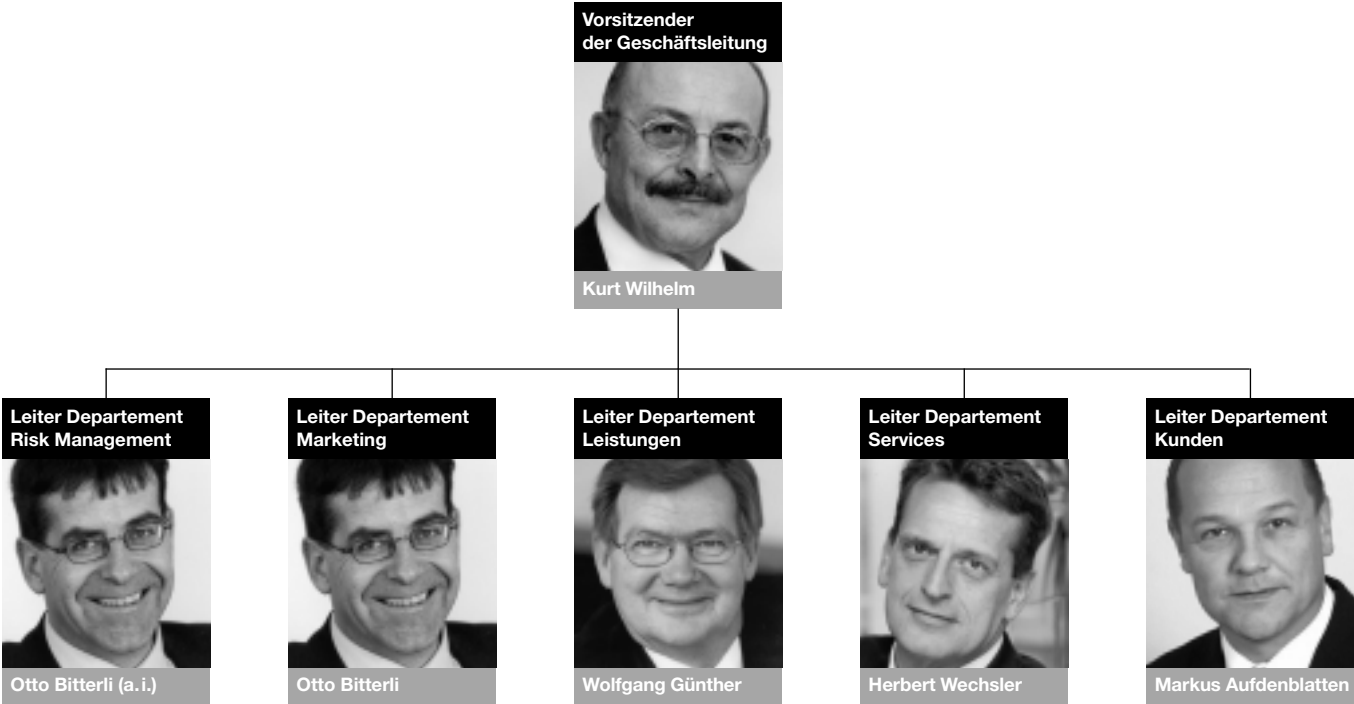 Vorsitzender
der Geschäftsleitung
Kurt Wilhelm
Leiter Departement
Risk Management
Otto Bitterli (a.i.)
Leiter Departement
Marketing
Otto Bitterli
Leiter Departement
Leistungen
Wolfgang Günther
Leiter Departement
Services
Herbert Wechsler
Leiter Departement
Kunden
Markus Aufdenblatten